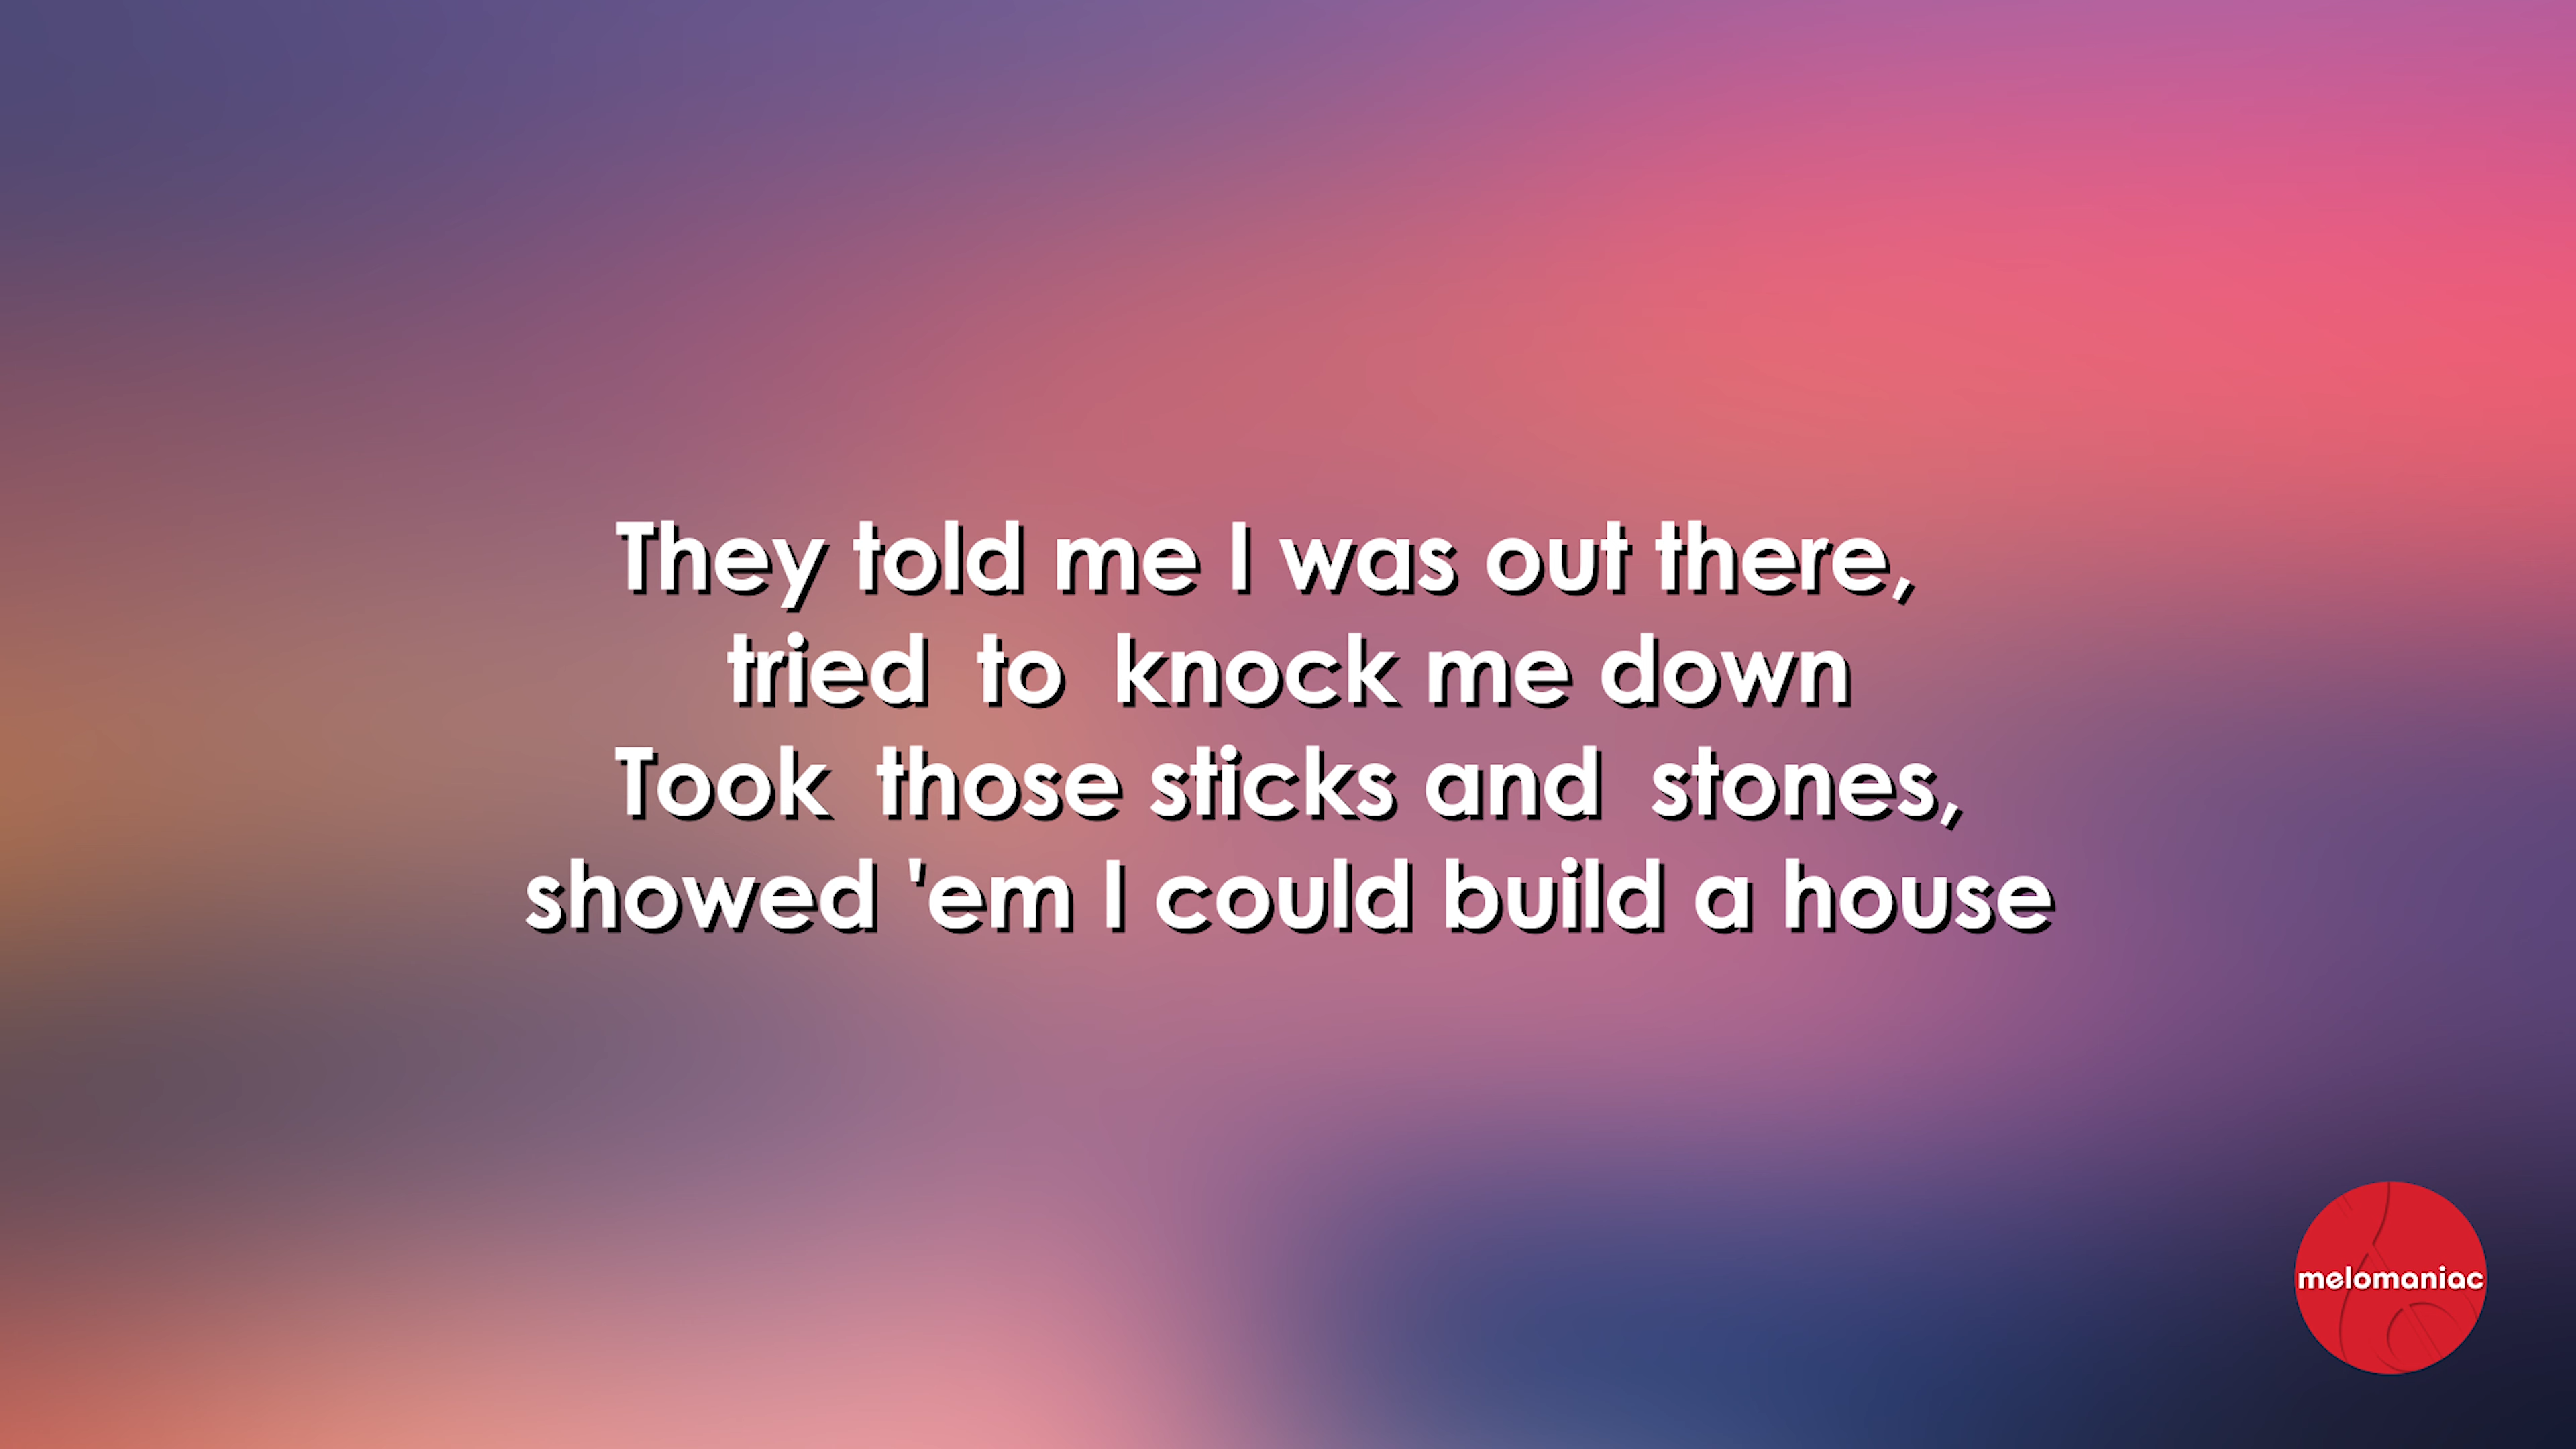 They told me I was out there,
tried to knock me down
Took those sticks and stones,
showed 'em I could build a house
melomaniac